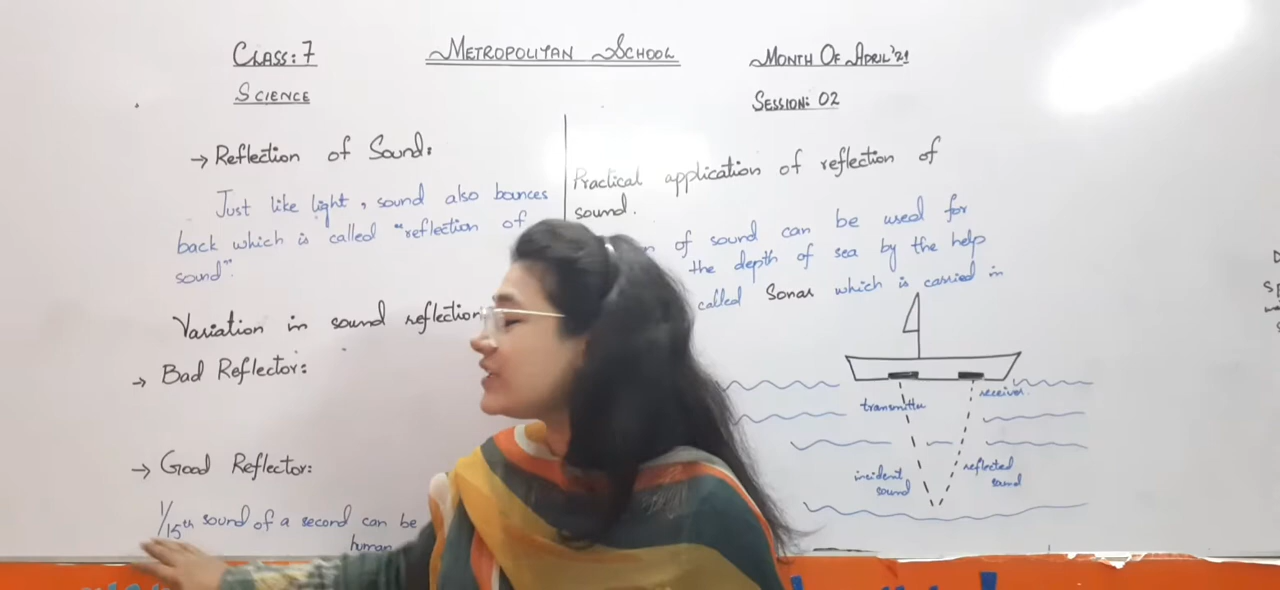 CLASS: 7
METROPOLITAN SCHOOL
MONTH OF APRIL'21
SCIENCE
SESSION: 02
→ Reflection of Sound:
Just like light, sound also bounces
back which is called "reflection of
sound".
Variation in sound reflection
→ Bad Reflector:
→ Good Reflector:
1/15th sound of a second can be
human
Practical application of reflection of
sound.
of sound can be used for
the depth of sea by the help
called Sonar which is carried in
transmitter
receiver.
incident
sound
reflected
sound